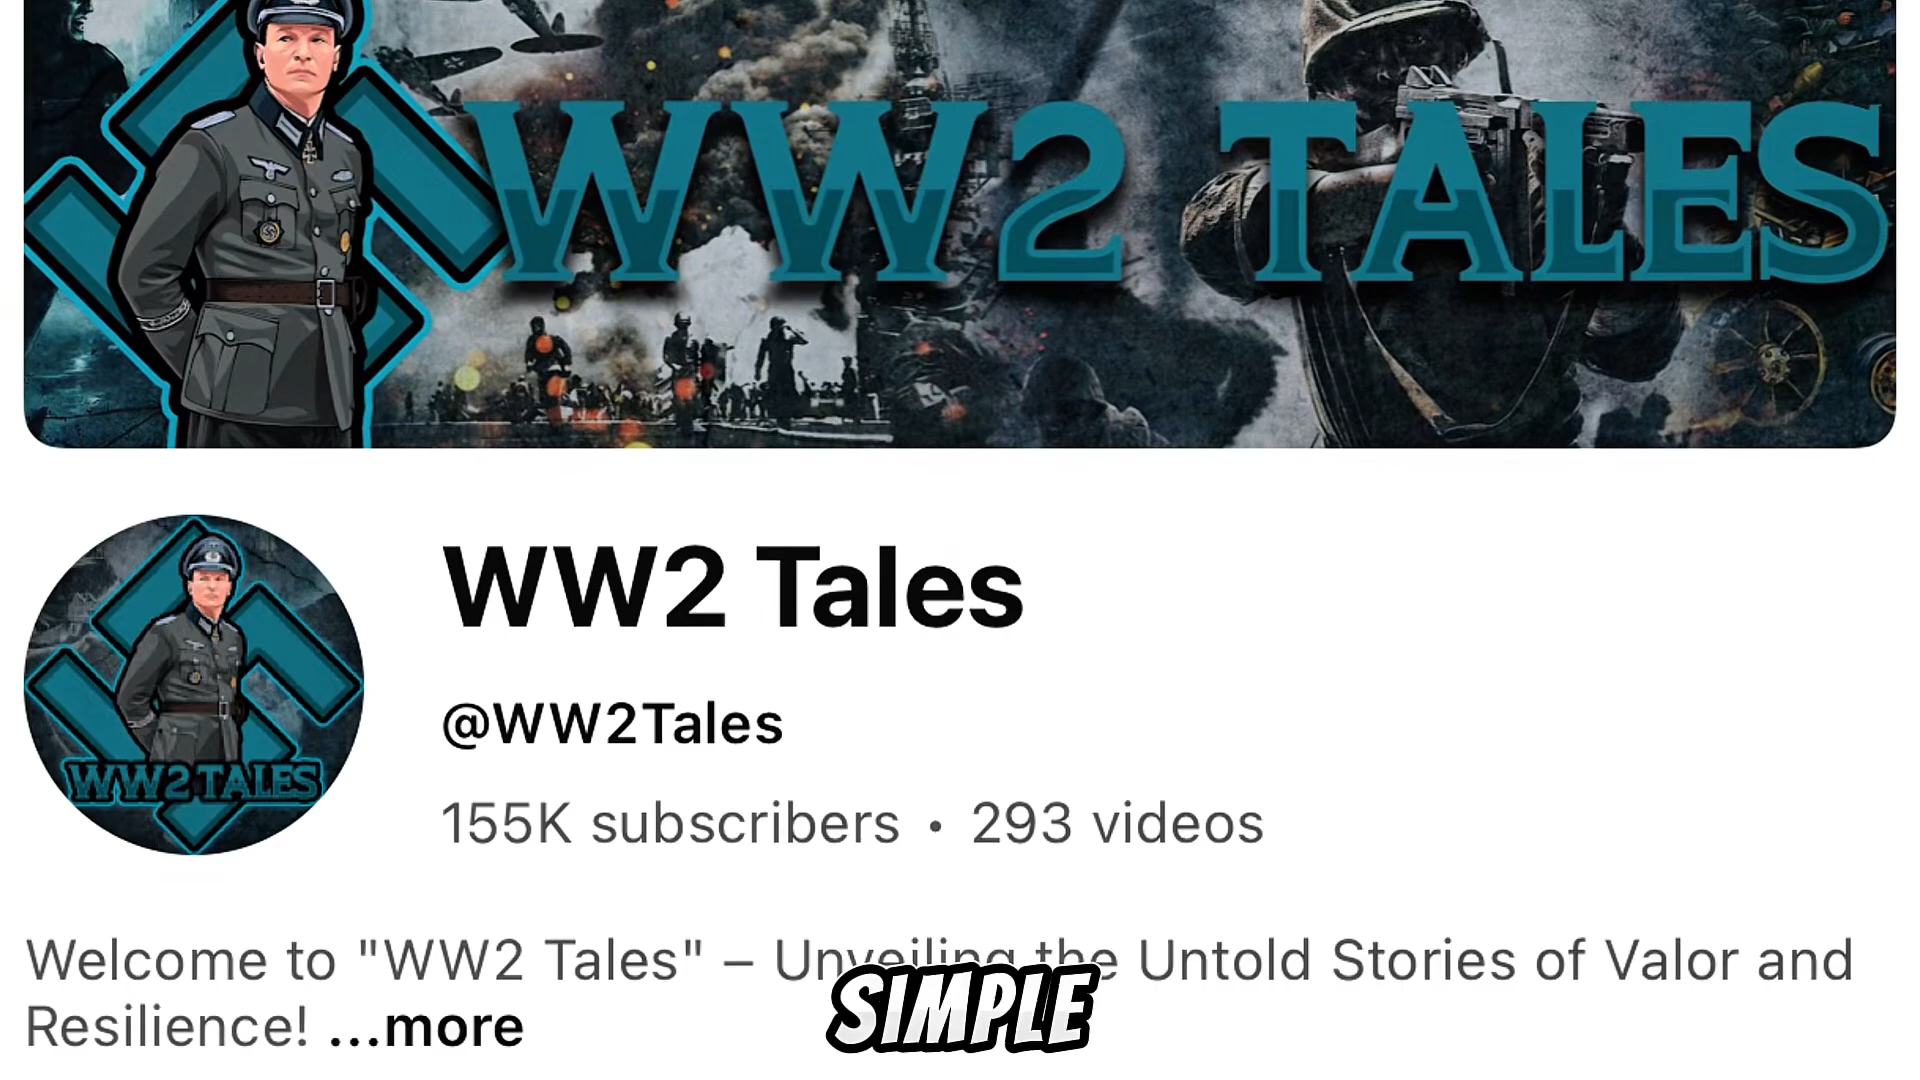 WW2 TALES
WW2 TALES
WW2 Tales
@WW2Tales
155K subscribers • 293 videos
Welcome to "WW2 Tales" – Unveiling the Untold Stories of Valor and
Resilience! ...more
SIMPLE